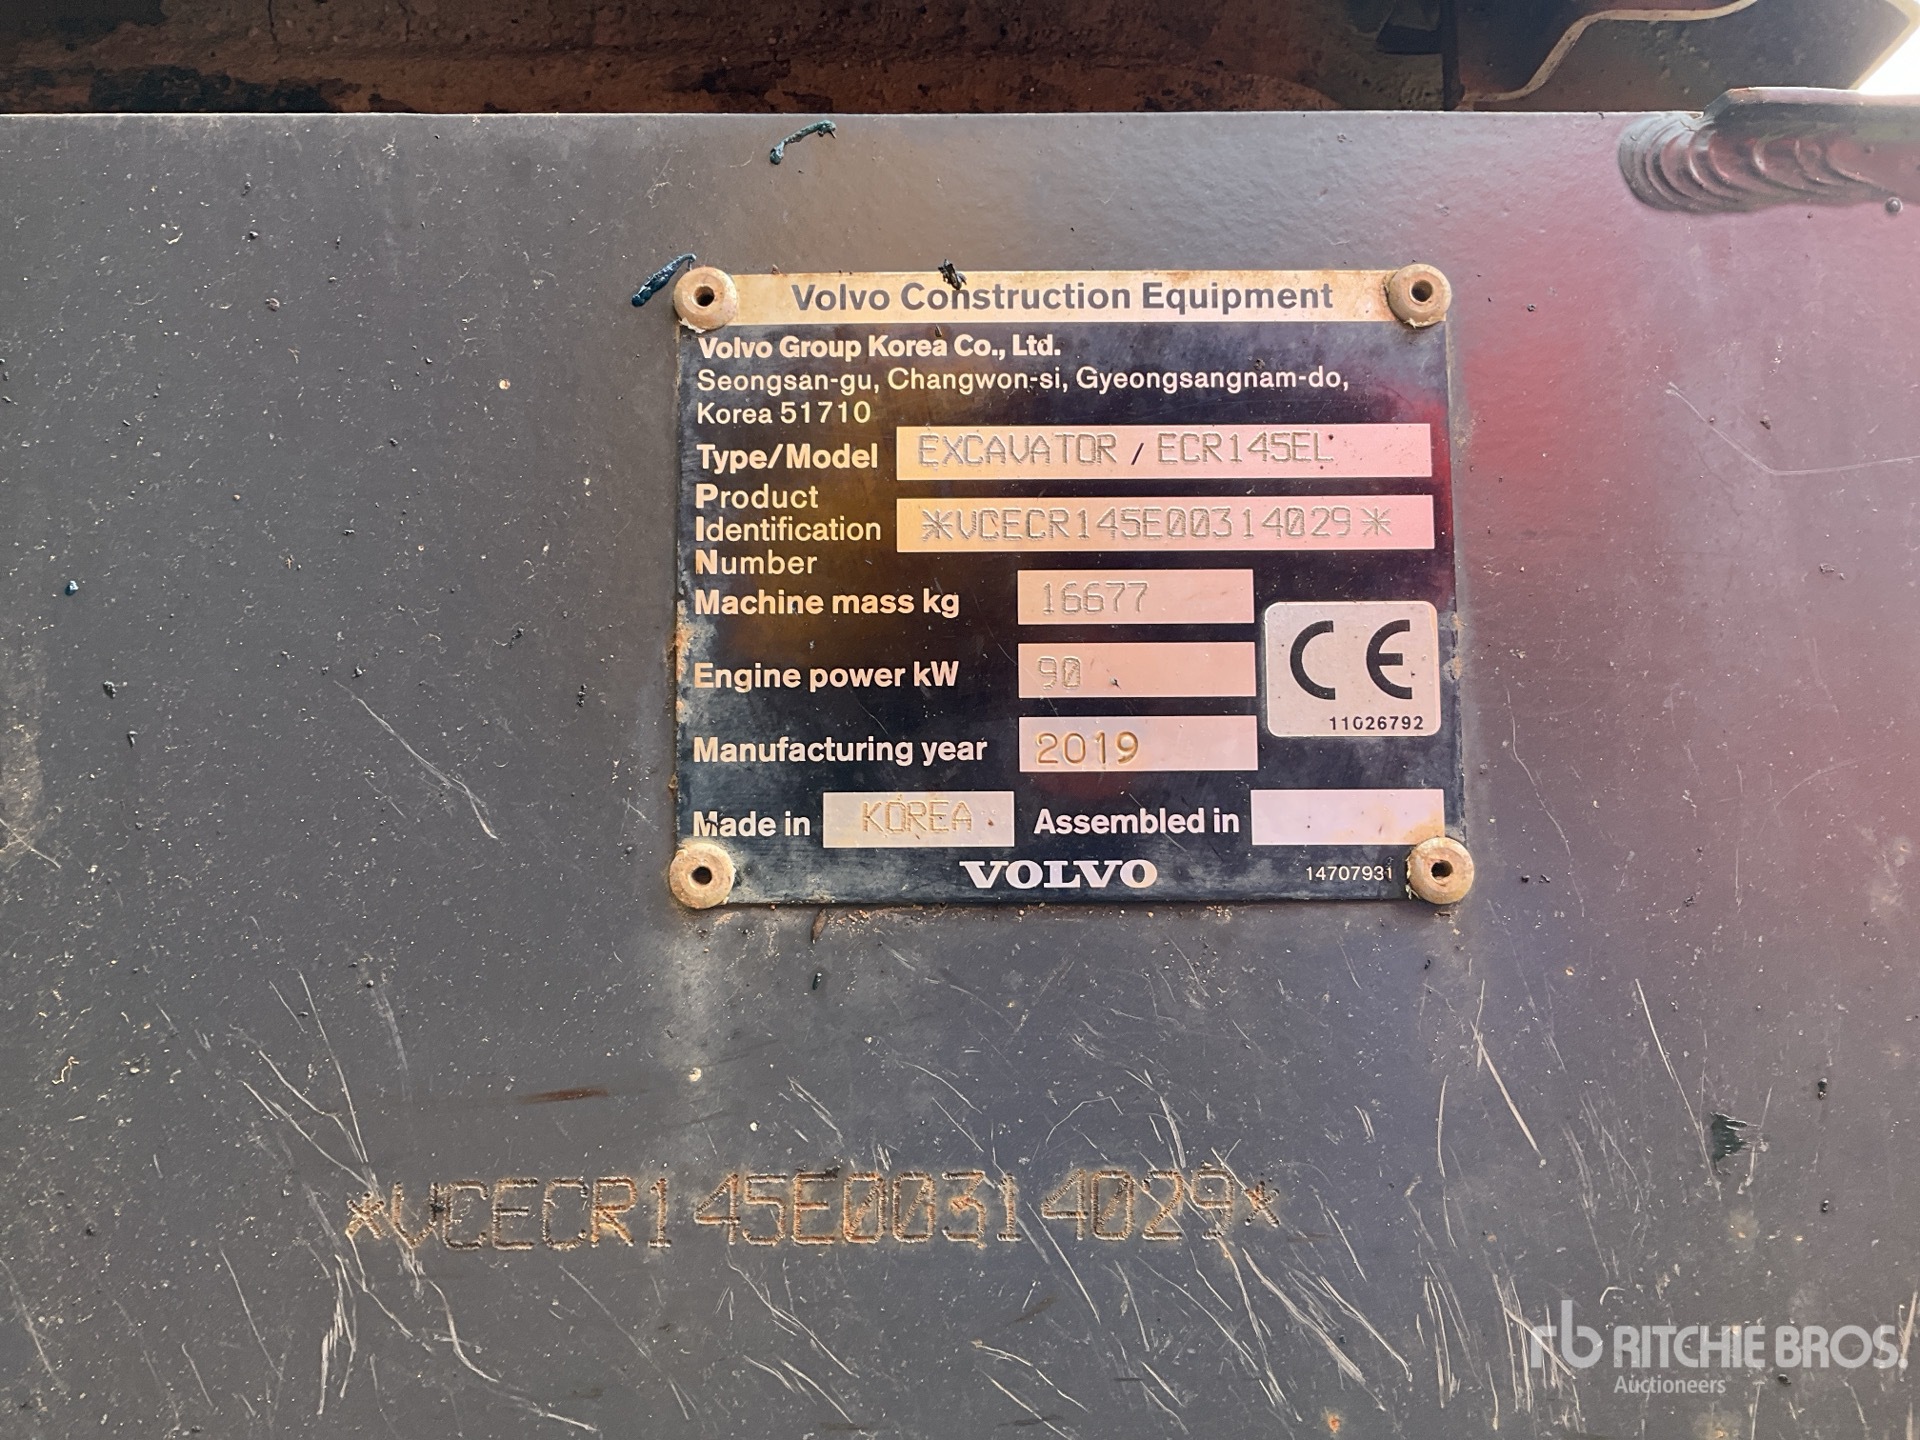 Volvo Construction Equipment
Volvo Group Korea Co., Ltd.
Seongsan-gu, Changwon-si, Gyeongsangnam-do,
Korea 51710
Type/Model EXCAVATOR / ECR145EL
Product
Identification *VCECR145E00314029*
Number
Machine mass kg 16677
Engine power kW 90
CE
11026792
Manufacturing year 2019
Made in KOREA Assembled in
VOLVO 14707931
*VCECR145E00314029*
rb RITCHIE BROS.
Auctioneers